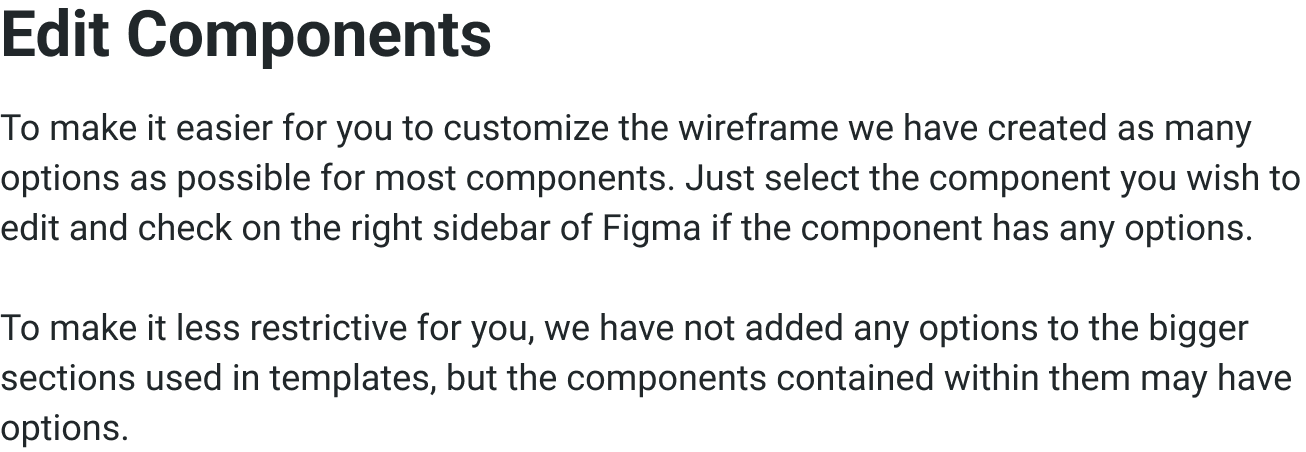 Edit Components
To make it easier for you to customize the wireframe we have created as many
options as possible for most components. Just select the component you wish to
edit and check on the right sidebar of Figma if the component has any options.
To make it less restrictive for you, we have not added any options to the bigger
sections used in templates, but the components contained within them may have
options.